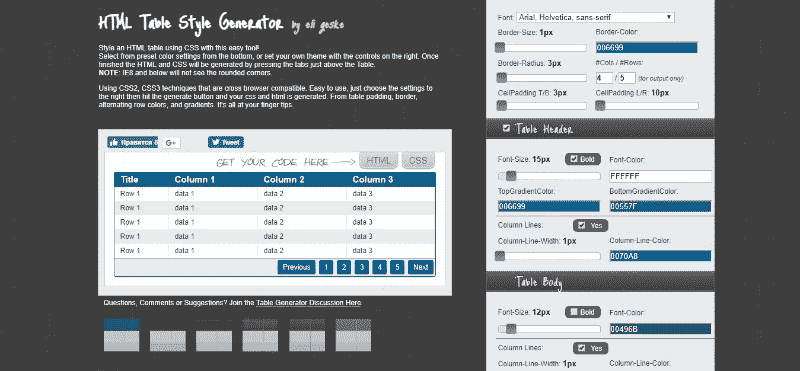 HTML Table Style Generator by eli geske
Style an HTML table using CSS with this easy tool!
Select from preset color settings from the bottom, or set your own theme with the controls on the right. Once
finished the HTML and CSS will be generated by pressing the tabs just above the Table.
NOTE: IE8 and below will not see the rounded corners.
Using CSS2, CSS3 techniques that are cross browser compatible. Easy to use, just choose the settings to
the right then hit the generate button and your css and html is generated. From table padding, border,
alternating row colors, and gradients. It's all at your finger tips.
Нравится
G+
Tweet
GET YOUR CODE HERE
HTML
CSS
Title Column 1 Column 2 Column 3
Row 1 data 1 data 2 data 3
Row 1 data 1 data 2 data 3
Row 1 data 1 data 2 data 3
Row 1 data 1 data 2 data 3
Row 1 data 1 data 2 data 3
Previous 1 2 3 4 5 Next
Questions, Comments or Suggestions? Join the Table Generator Discussion Here
Font: Arial, Helvetica, sans-serif
Border-Size: 1px Border-Color:
006699
Border-Radius: 3px #Cols / #Rows:
4 / 5 (for output only)
CellPadding T/B: 3px CellPadding L/R: 10px
Table Header
Font-Size: 15px Bold Font-Color:
FFFFFF
TopGradientColor: BottomGradientColor:
006699 00557F
Column Lines: Yes
Column-Line-Width: 1px Column-Line-Color:
0070A8
Table Body
Font-Size: 12px Bold Font-Color:
00496B
Column Lines: Yes
Column-Line-Width: 1px Column-Line-Color: